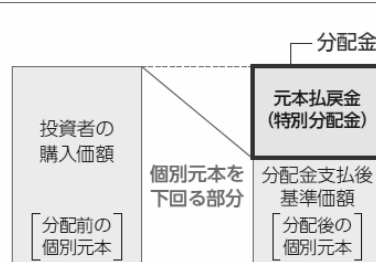 分配金
元本払戻金
(特別分配金)
投資者の
購入価額
個別元本を
下回る部分
分配金支払後
基準価額
分配前の
個別元本
分配後の
個別元本